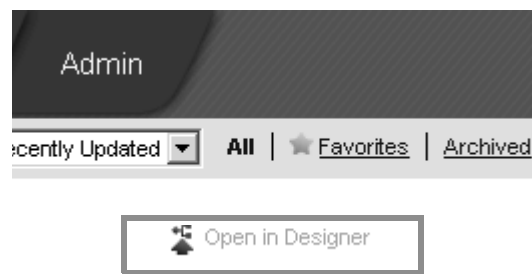 Admin
ecently Updated All | Favorites | Archived
Open in Designer